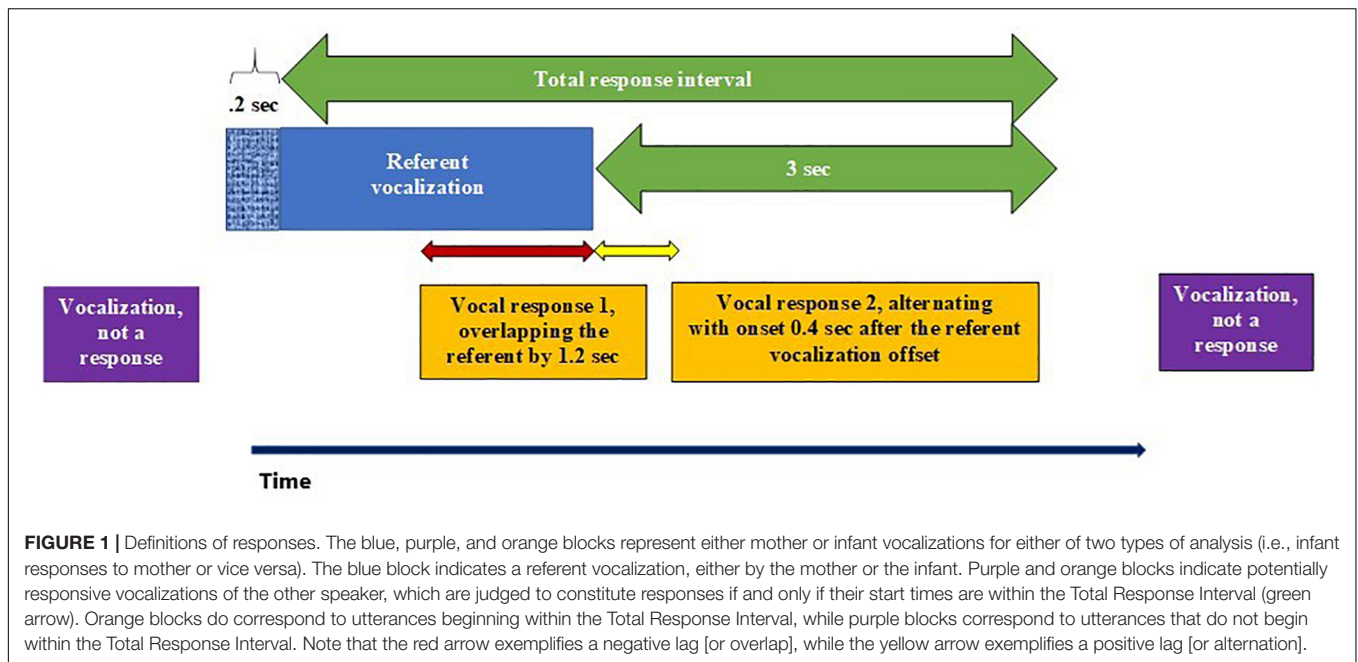 Total response interval
.2 sec
Referent
vocalization
3 sec
Vocalization,
not a
response
Vocal response 1,
overlapping the
referent by 1.2 sec
Vocal response 2, alternating
with onset 0.4 sec after the referent
vocalization offset
Vocalization,
not a
response
Time
FIGURE 1 | Definitions of responses. The blue, purple, and orange blocks represent either mother or infant vocalizations for either of two types of analysis (i.e., infant
responses to mother or vice versa). The blue block indicates a referent vocalization, either by the mother or the infant. Purple and orange blocks indicate potentially
responsive vocalizations of the other speaker, which are judged to constitute responses if and only if their start times are within the Total Response Interval (green
arrow). Orange blocks do correspond to utterances beginning within the Total Response Interval, while purple blocks correspond to utterances that do not begin
within the Total Response Interval. Note that the red arrow exemplifies a negative lag [or overlap], while the yellow arrow exemplifies a positive lag [or alternation].